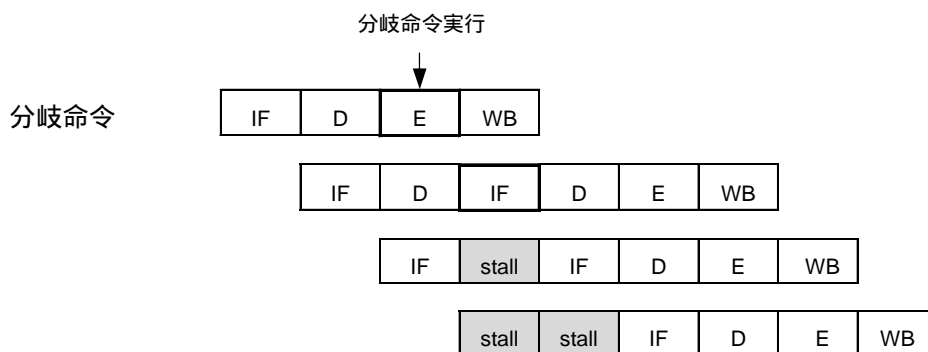 分岐命令実行
分岐命令 IF D E WB
IF D IF D E WB
IF stall IF D E WB
stall stall IF D E WB